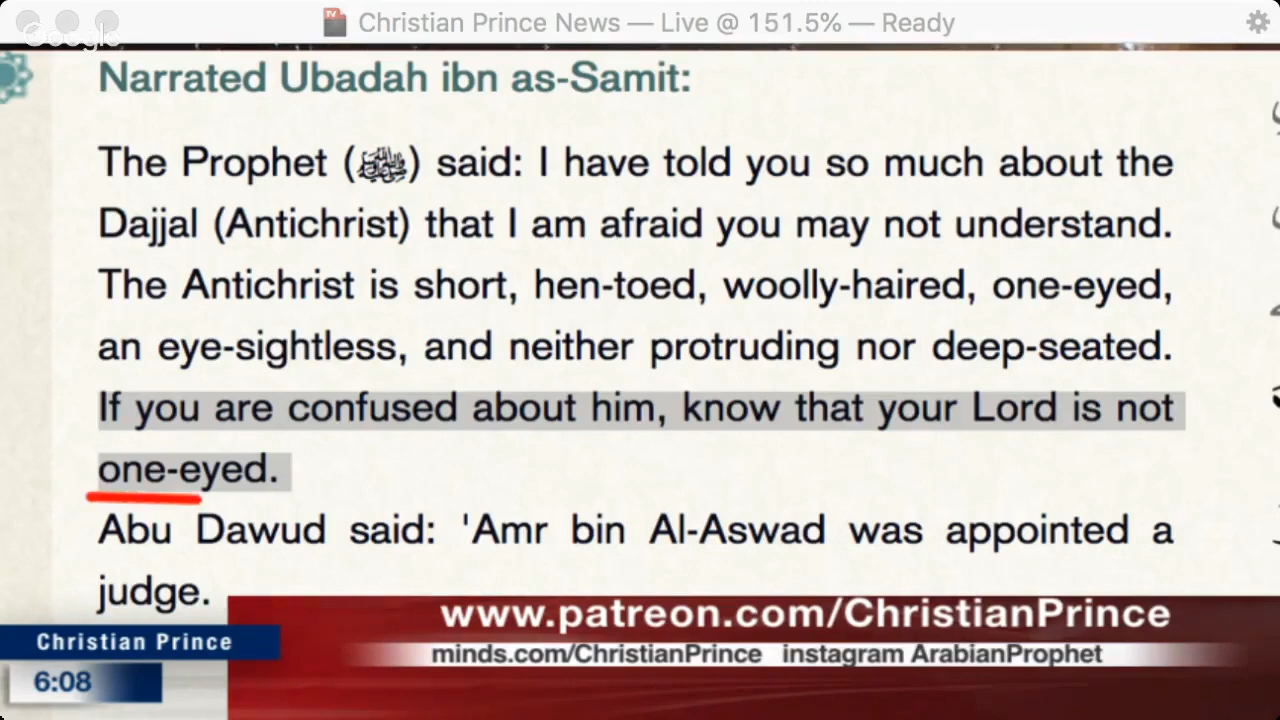 TV Christian Prince News — Live @ 151.5% — Ready
Google
Narrated Ubadah ibn as-Samit:
The Prophet (ﷺ) said: I have told you so much about the
Dajjal (Antichrist) that I am afraid you may not understand.
The Antichrist is short, hen-toed, woolly-haired, one-eyed,
an eye-sightless, and neither protruding nor deep-seated.
If you are confused about him, know that your Lord is not
one-eyed.
Abu Dawud said: 'Amr bin Al-Aswad was appointed a
judge.
www.patreon.com/ChristianPrince
Christian Prince
minds.com/ChristianPrince instagram ArabianProphet
6:08